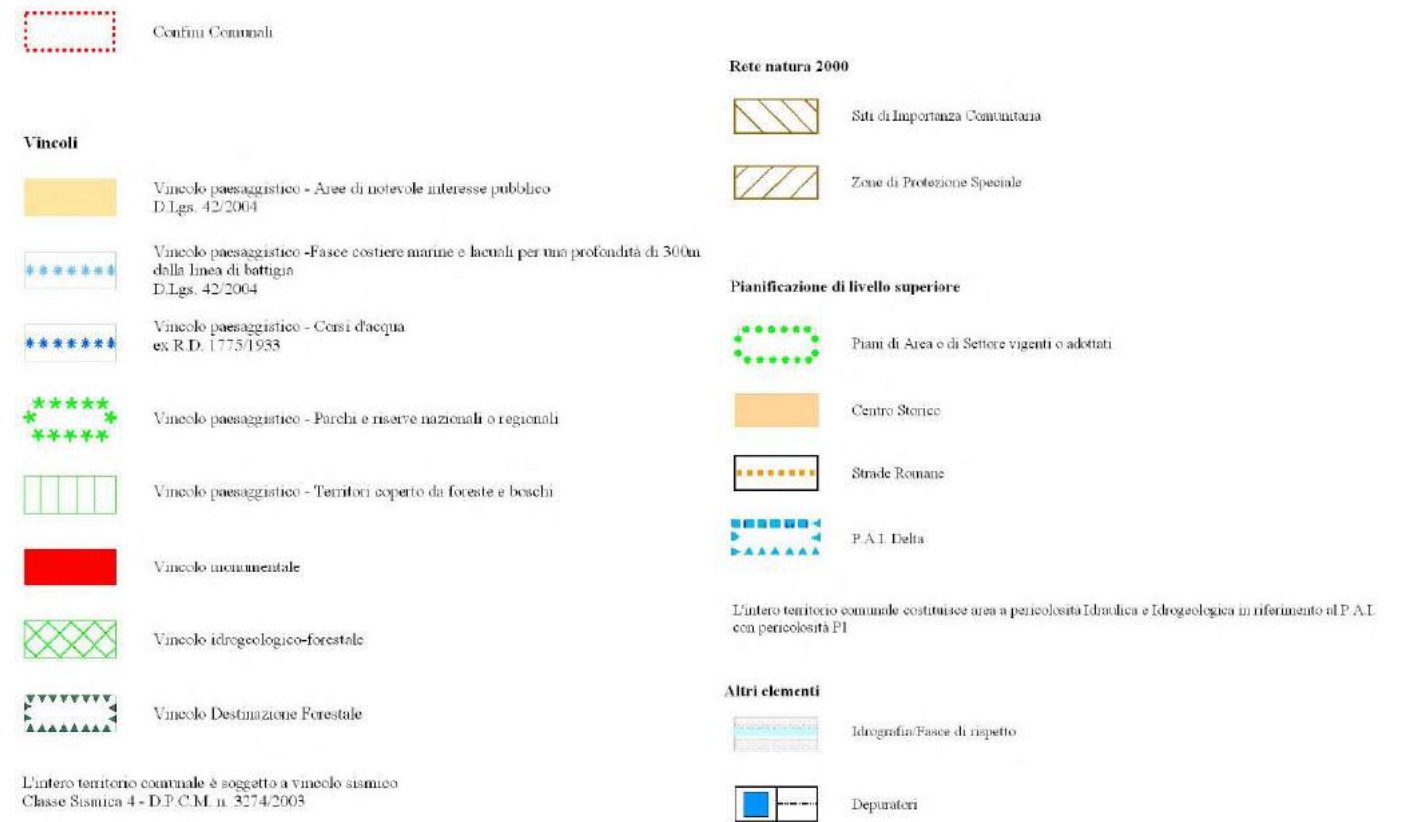 Confini Comunali
Vincoli
Vincolo paesaggistico - Aree di notevole interesse pubblico
D.Lgs. 42/2004
Vincolo paesaggistico -Fasce costiere marine e lacuali per una profondità di 300m
dalla linea di battigia
D.Lgs. 42/2004
Vincolo paesaggistico - Corsi d'acqua
ex R.D. 1775/1933
Vincolo paesaggistico - Parchi e riserve nazionali o regionali
Vincolo paesaggistico - Territori coperto da foreste e boschi
Vincolo monumentale
Vincolo idrogeologico-forestale
Vincolo Destinazione Forestale
L'intero territorio comunale è soggetto a vincolo sismico
Classe Sismica 4 - D.P.C.M. n. 3274/2003
Rete natura 2000
Siti di Importanza Comunitaria
Zone di Protezione Speciale
Pianificazione di livello superiore
Piani di Area o di Settore vigenti o adottati
Centro Storico
Strade Romane
P.A.I. Delta
L'intero territorio comunale costituisce area a pericolosità Idraulica e Idrogeologica in riferimento al P.A.I.
con pericolosità P1
Altri elementi
Idrografia/Fasce di rispetto
Depuratori